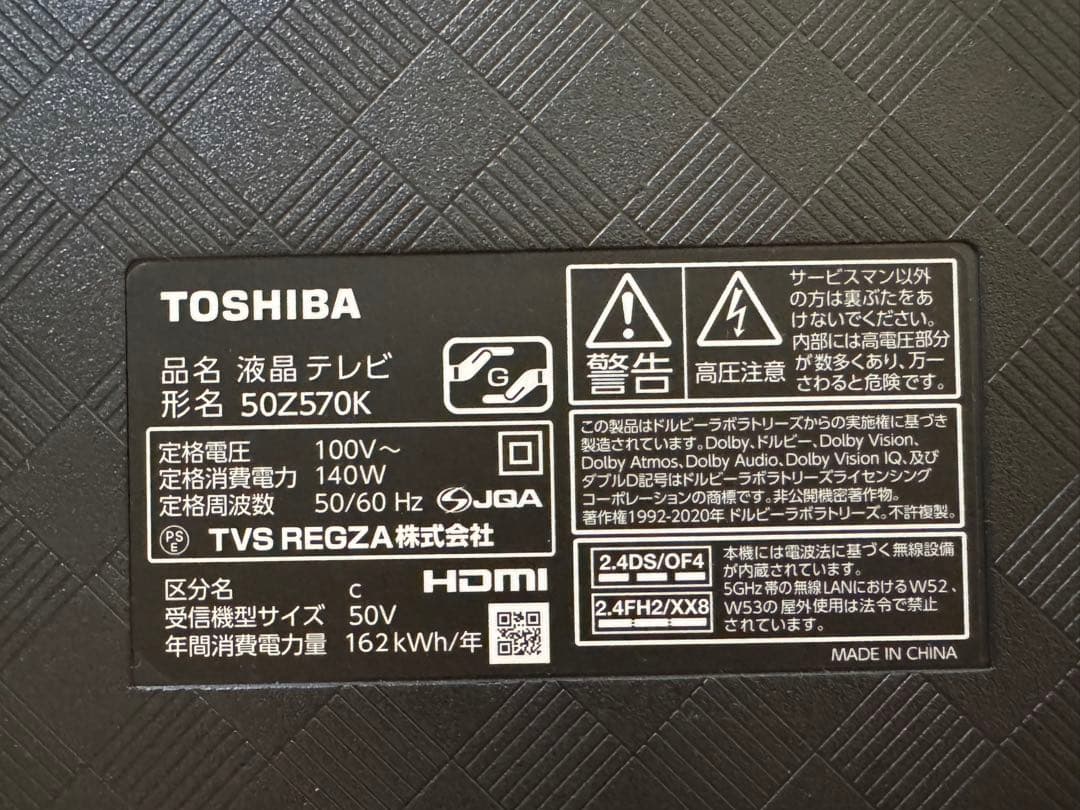 TOSHIBA
品名 液晶テレビ
形名 50Z570K
G
定格電圧 100V～
定格消費電力 140W
定格周波数 50/60 Hz
JQA
PS
E
TVS REGZA株式会社
HDMI
区分名 C
受信機型サイズ 50V
年間消費電力量 162kWh/年
警告
高圧注意
サービスマン以外
の方は裏ぶたをあ
けないでください。
内部には高電圧部分
が数多くあり、万一
さわると危険です。
この製品はドルビーラボラトリーズからの実施権に基づき
製造されています。Dolby、ドルビー、Dolby Vision、
Dolby Atmos、Dolby Audio、Dolby Vision IQ、及び
ダブルD記号はドルビーラボラトリーズライセンシング
コーポレーションの商標です。非公開機密著作物。
著作権1992-2020年 ドルビーラボラトリーズ。不許複製。
2.4DS/OF4
2.4FH2/XX8
本機には電波法に基づく無線設備
が内蔵されています。
5GHz帯の無線LANにおけるW52、
W53の屋外使用は法令で禁止
されています。
MADE IN CHINA